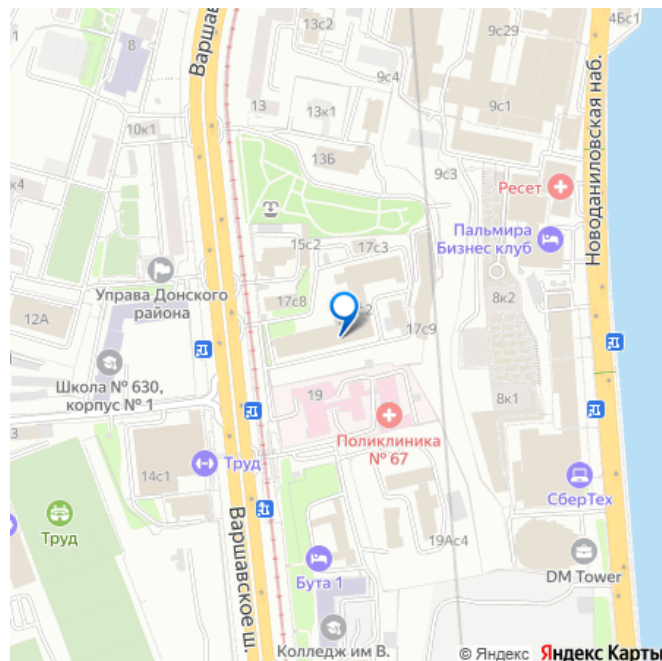 13с2
9с29
4Бс1
8
Варшав
9с4
13
13к1
9с1
10к1
13Б
9с3
к4
Ресет
Новоданиловская наб.
15с2
17с3
Пальмира
Бизнес клуб
Управа Донского
района
17с8
с2
8к2
12А
17с9
Школа № 630,
корпус № 1
19
8к1
3
Поликлиника
№ 67
14с1
Труд
СберТех
Труд
Варшавское ш.
19Ас4
DM Tower
Бута 1
Колледж им В.
© Яндекс Яндекс Карты